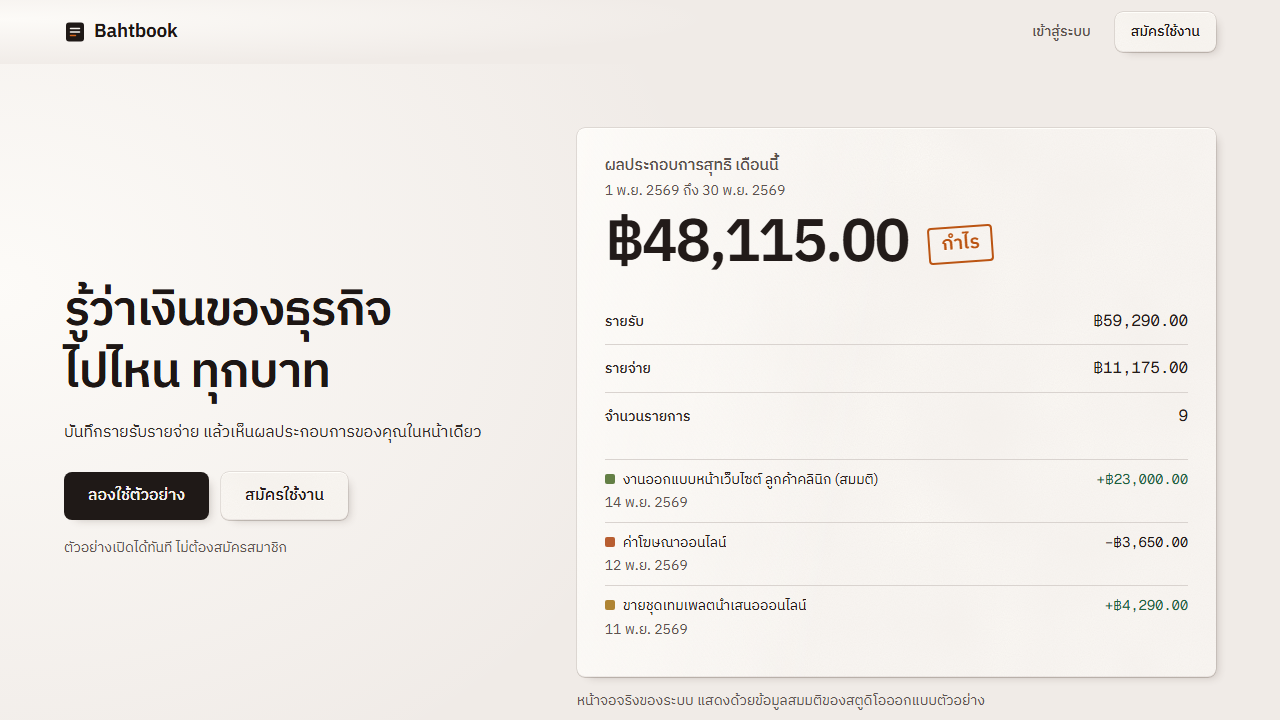 Bahtbook
เข้าสู่ระบบ
สมัครใช้งาน
รู้ว่าเงินของธุรกิจ
ไปไหน ทุกบาท
บันทึกรายรับรายจ่าย แล้วเห็นผลประกอบการของคุณในหน้าเดียว
ลองใช้ตัวอย่าง
สมัครใช้งาน
ตัวอย่างเปิดได้ทันที ไม่ต้องสมัครสมาชิก
ผลประกอบการสุทธิ เดือนนี้
1 พ.ย. 2569 ถึง 30 พ.ย. 2569
฿48,115.00 กำไร
รายรับ ฿59,290.00
รายจ่าย ฿11,175.00
จำนวนรายการ 9
งานออกแบบหน้าเว็บไซต์ ลูกค้าคลินิก (สมมติ) +฿23,000.00
14 พ.ย. 2569
ค่าโฆษณาออนไลน์ −฿3,650.00
12 พ.ย. 2569
ขายชุดเทมเพลตนำเสนอออนไลน์ +฿4,290.00
11 พ.ย. 2569
หน้าจอจริงของระบบ แสดงด้วยข้อมูลสมมติของสตูดิโอออกแบบตัวอย่าง